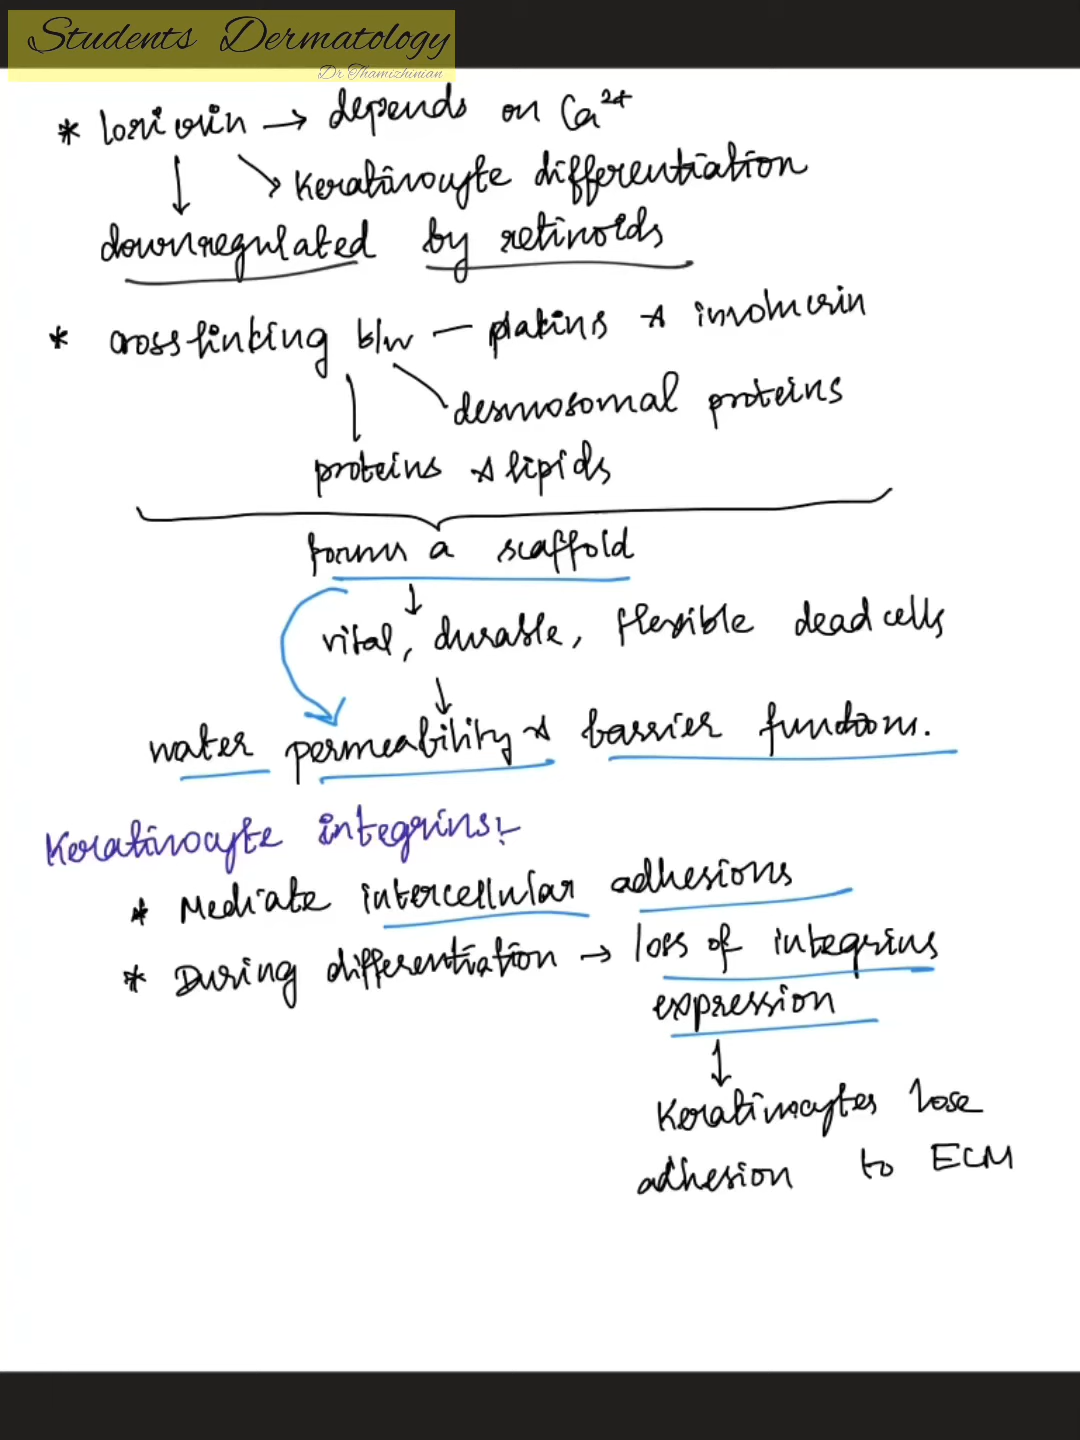 Students Dermatology
Dr.Thamizhinian
* loricrin → depends on Ca²⁺
↓ ↘ Keratinocyte differentiation
downregulated by retinoids
* crosslinking b/w — plakins & involucrin
desmosomal proteins
proteins & lipids
forms a scaffold
↓
vital, durable, flexible dead cells
↓
water permeability & barrier functions.
Keratinocyte integrins:-
* Mediate intercellular adhesions
* During differentiation → loss of integrins
expression
↓
Keratinocytes lose
adhesion to ECM